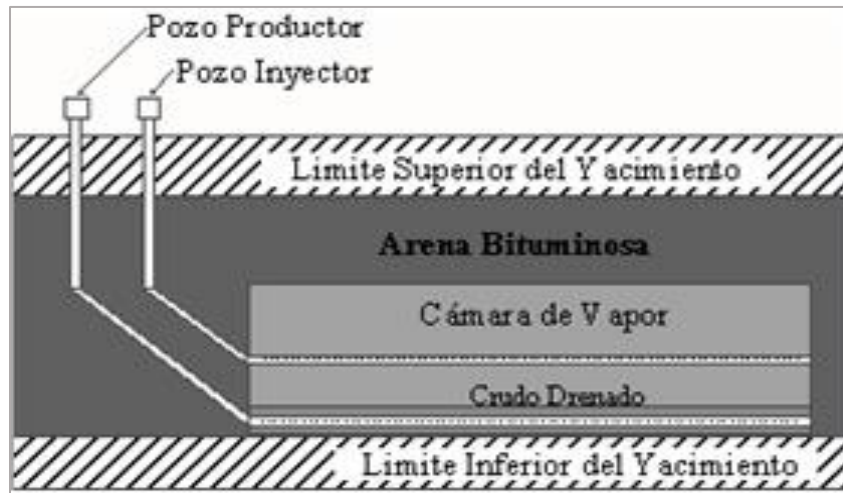 Pozo Productor
Pozo Inyector
Limite Superior del Yacimiento
Arena Bituminosa
Cámara de Vapor
Crudo Drenado
Limite Inferior del Yacimiento